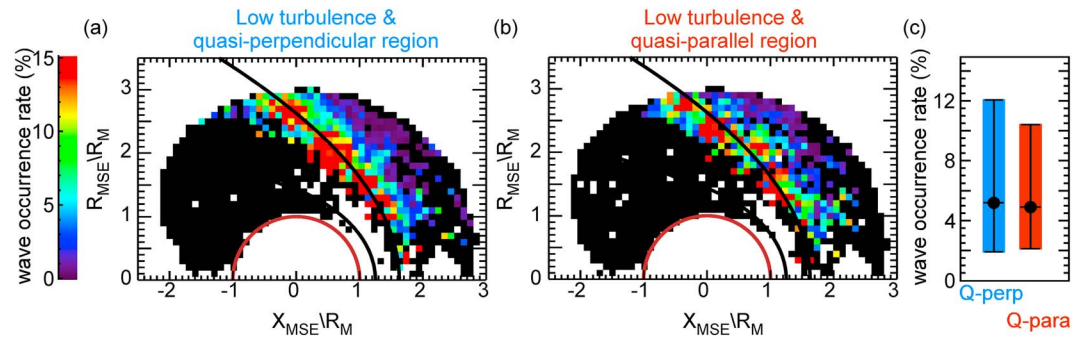 (a)
Low turbulence &
quasi-perpendicular region
(b)
Low turbulence &
quasi-parallel region
(c)
wave occurrence rate (%)
15
10
5
0
R_MSE\R_M
3
2
1
0
-2
-1
0
1
2
3
X_MSE\R_M
R_MSE\R_M
3
2
1
0
-2
-1
0
1
2
3
X_MSE\R_M
wave occurrence rate (%)
12
8
4
0
Q-perp
Q-para